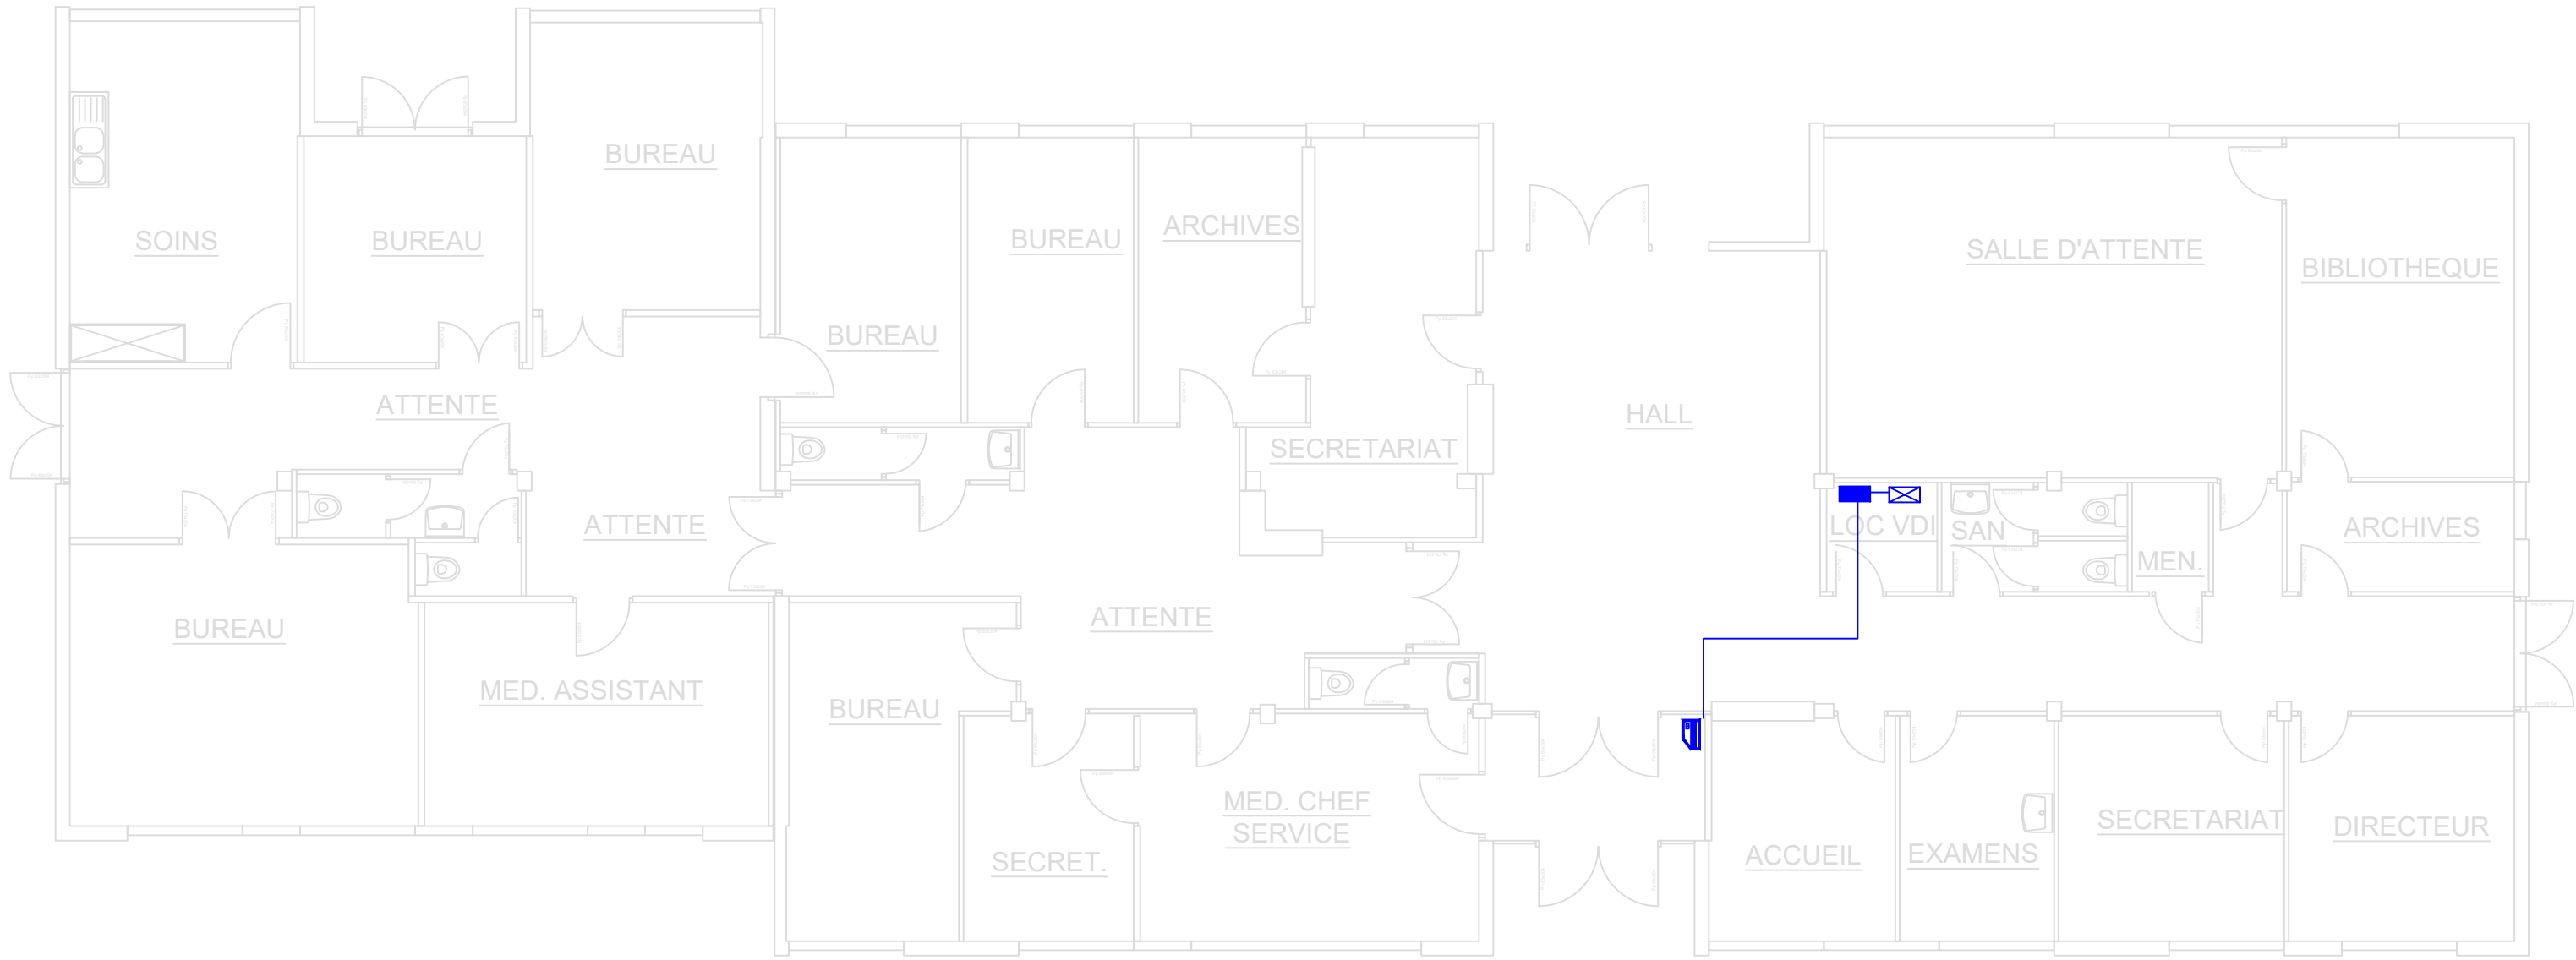 BUREAU
SOINS
BUREAU
BUREAU
ARCHIVES
SALLE D'ATTENTE
BIBLIOTHEQUE
BUREAU
ATTENTE
HALL
SECRETARIAT
ATTENTE
LOC VDI
SAN
ARCHIVES
MEN.
BUREAU
ATTENTE
MED. ASSISTANT
BUREAU
MED. CHEF
SERVICE
SECRETARIAT
DIRECTEUR
SECRET.
ACCUEIL
EXAMENS